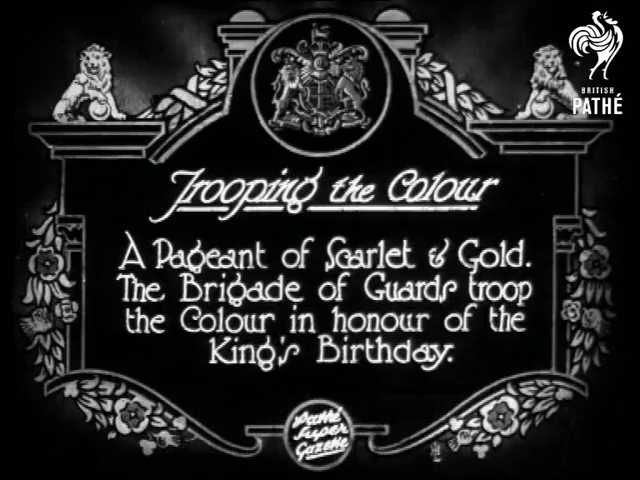 BRITISH
PATHÉ
Trooping the Colour
A Pageant of Scarlet & Gold.
The Brigade of Guards troop
the Colour in honour of the
King's Birthday.
Pathé
Super
Gazette